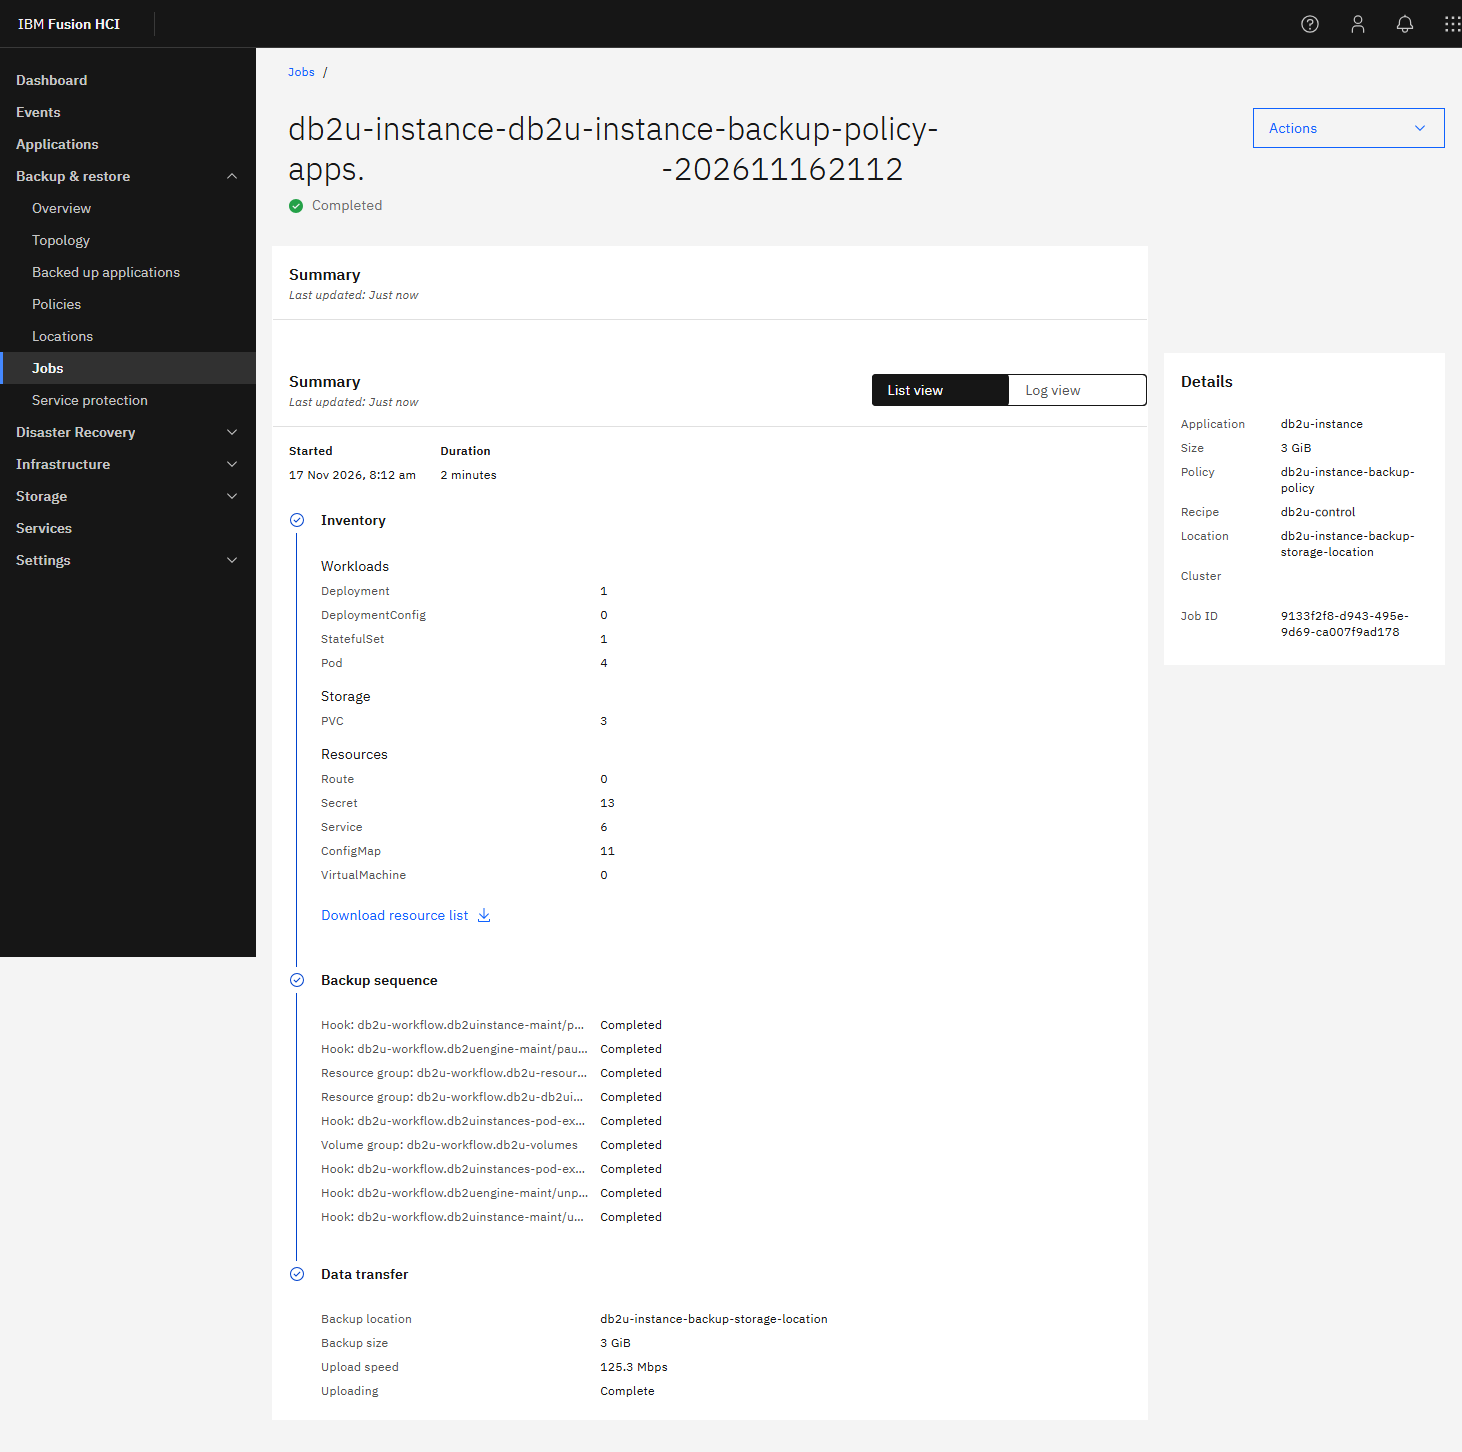 IBM Fusion HCI
Dashboard
Events
Applications
Backup & restore
Overview
Topology
Backed up applications
Policies
Locations
Jobs
Service protection
Disaster Recovery
Infrastructure
Storage
Services
Settings
Jobs /
db2u-instance-db2u-instance-backup-policy-
apps. -202611162112
Completed
Actions
Summary
Last updated: Just now
Summary
Last updated: Just now
List view
Log view
Started Duration
17 Nov 2026, 8:12 am 2 minutes
Inventory
Workloads
Deployment 1
DeploymentConfig 0
StatefulSet 1
Pod 4
Storage
PVC 3
Resources
Route 0
Secret 13
Service 6
ConfigMap 11
VirtualMachine 0
Download resource list
Backup sequence
Hook: db2u-workflow.db2uinstance-maint/p... Completed
Hook: db2u-workflow.db2uengine-maint/pau... Completed
Resource group: db2u-workflow.db2u-resour... Completed
Resource group: db2u-workflow.db2u-db2ui... Completed
Hook: db2u-workflow.db2uinstances-pod-ex... Completed
Volume group: db2u-workflow.db2u-volumes Completed
Hook: db2u-workflow.db2uinstances-pod-ex... Completed
Hook: db2u-workflow.db2uengine-maint/unp... Completed
Hook: db2u-workflow.db2uinstance-maint/u... Completed
Data transfer
Backup location db2u-instance-backup-storage-location
Backup size 3 GiB
Upload speed 125.3 Mbps
Uploading Complete
Details
Application db2u-instance
Size 3 GiB
Policy db2u-instance-backup-
policy
Recipe db2u-control
Location db2u-instance-backup-
storage-location
Cluster
Job ID 9133f2f8-d943-495e-
9d69-ca007f9ad178